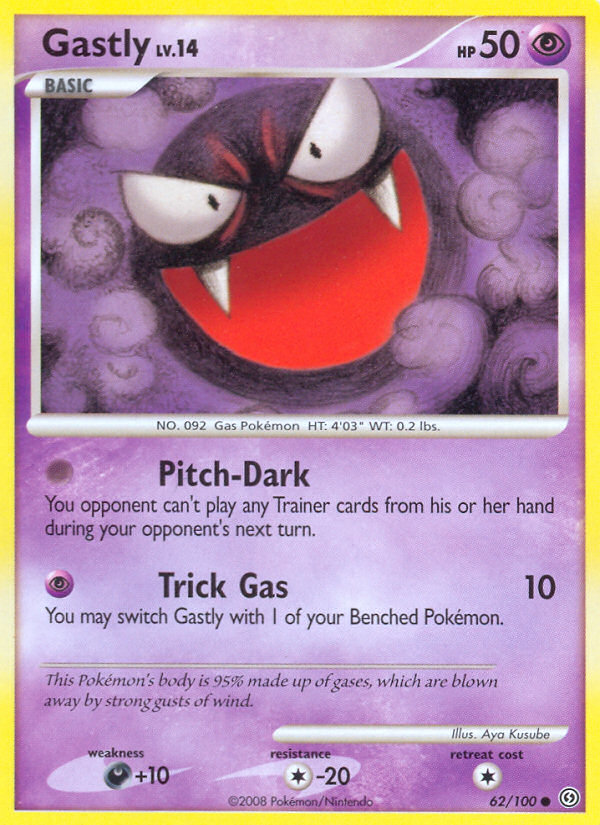 Gastly LV.14
HP 50
BASIC
NO. 092 Gas Pokémon HT: 4'03" WT: 0.2 lbs.
Pitch-Dark
You opponent can't play any Trainer cards from his or her hand
during your opponent's next turn.
Trick Gas 10
You may switch Gastly with 1 of your Benched Pokémon.
This Pokémon's body is 95% made up of gases, which are blown
away by strong gusts of wind.
Illus. Aya Kusube
weakness resistance retreat cost
+10 -20
©2008 Pokémon/Nintendo 62/100